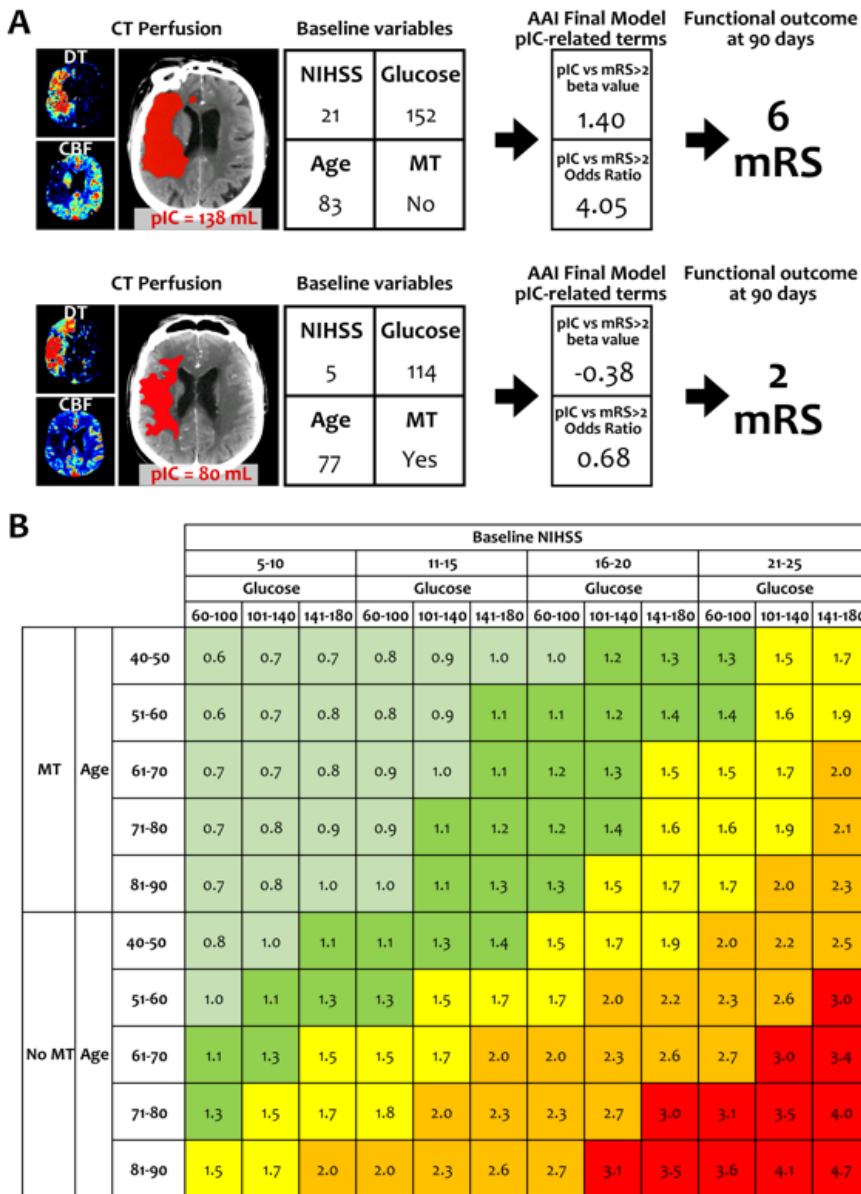 A
CT Perfusion
Baseline variables
AAI Final Model
pIC-related terms
Functional outcome
at 90 days
DT
CBF
pIC = 138 mL
NIHSS Glucose
21 152
Age MT
83 No
pIC vs mRS>2
beta value
1.40
pIC vs mRS>2
Odds Ratio
4.05
6
mRS
CT Perfusion
Baseline variables
AAI Final Model
pIC-related terms
Functional outcome
at 90 days
DT
CBF
pIC = 80 mL
NIHSS Glucose
5 114
Age MT
77 Yes
pIC vs mRS>2
beta value
-0.38
pIC vs mRS>2
Odds Ratio
0.68
2
mRS
B
Baseline NIHSS
5-10 11-15 16-20 21-25
Glucose Glucose Glucose Glucose
60-100 101-140 141-180 60-100 101-140 141-180 60-100 101-140 141-180 60-100 101-140 141-180
MT Age
40-50 0.6 0.7 0.7 0.8 0.9 1.0 1.0 1.2 1.3 1.3 1.5 1.7
51-60 0.6 0.7 0.8 0.8 0.9 1.1 1.1 1.2 1.4 1.4 1.6 1.9
61-70 0.7 0.7 0.8 0.9 1.0 1.1 1.2 1.3 1.5 1.5 1.7 2.0
71-80 0.7 0.8 0.9 0.9 1.1 1.2 1.2 1.4 1.6 1.6 1.9 2.1
81-90 0.7 0.8 1.0 1.0 1.1 1.3 1.3 1.5 1.7 1.7 2.0 2.3
No MT Age
40-50 0.8 1.0 1.1 1.1 1.3 1.4 1.5 1.7 1.9 2.0 2.2 2.5
51-60 1.0 1.1 1.3 1.3 1.5 1.7 1.7 2.0 2.2 2.3 2.6 3.0
61-70 1.1 1.3 1.5 1.5 1.7 2.0 2.0 2.3 2.6 2.7 3.0 3.4
71-80 1.3 1.5 1.7 1.8 2.0 2.3 2.3 2.7 3.0 3.1 3.5 4.0
81-90 1.5 1.7 2.0 2.0 2.3 2.6 2.7 3.1 3.5 3.6 4.1 4.7